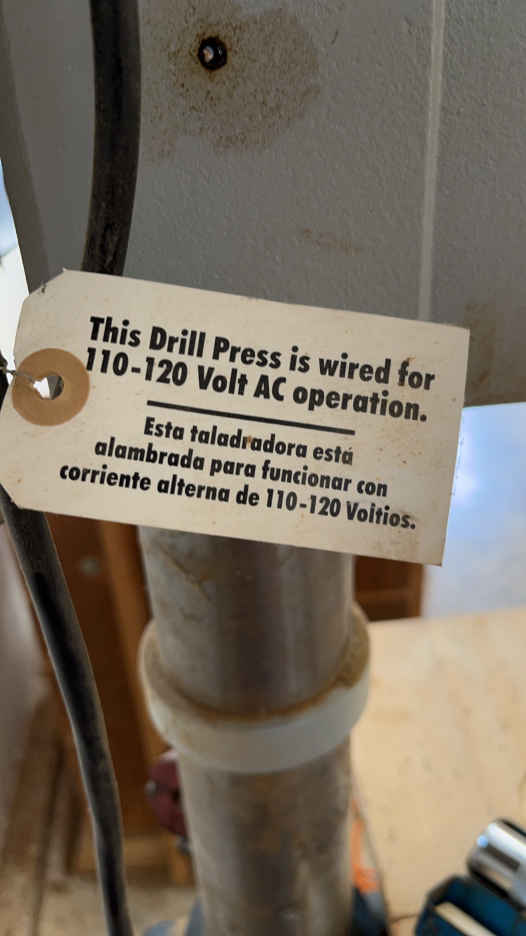 This Drill Press is wired for
110-120 Volt AC operation.
Esta taladradora está
alambrada para funcionar con
corriente alterna de 110-120 Voltios.